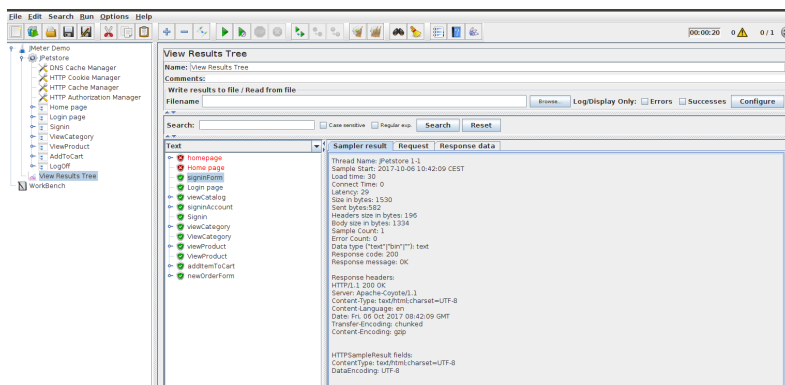 File Edit Search Run Options Help
00:00:20 0 0 / 1
JMeter Demo
JPetstore
DNS Cache Manager
HTTP Cookie Manager
HTTP Cache Manager
HTTP Authorization Manager
Home page
Login page
Signin
ViewCategory
ViewProduct
AddToCart
LogOff
View Results Tree
WorkBench
View Results Tree
Name: View Results Tree
Comments:
Write results to file / Read from file
Filename Browse... Log/Display Only: Errors Successes Configure
Search: Case sensitive Regular exp. Search Reset
Text
homepage
Home page
signinForm
Login page
viewCatalog
signinAccount
Signin
viewCategory
ViewCategory
viewProduct
ViewProduct
addItemToCart
newOrderForm
Sampler result Request Response data
Thread Name: JPetstore 1-1
Sample Start: 2017-10-06 10:42:09 CEST
Load time: 30
Connect Time: 0
Latency: 29
Size in bytes: 1530
Sent bytes:582
Headers size in bytes: 196
Body size in bytes: 1334
Sample Count: 1
Error Count: 0
Data type ("text"|"bin"|""): text
Response code: 200
Response message: OK
Response headers:
HTTP/1.1 200 OK
Server: Apache-Coyote/1.1
Content-Type: text/html;charset=UTF-8
Content-Language: en
Date: Fri, 06 Oct 2017 08:42:09 GMT
Transfer-Encoding: chunked
Content-Encoding: gzip
HTTPSampleResult fields:
ContentType: text/html;charset=UTF-8
DataEncoding: UTF-8